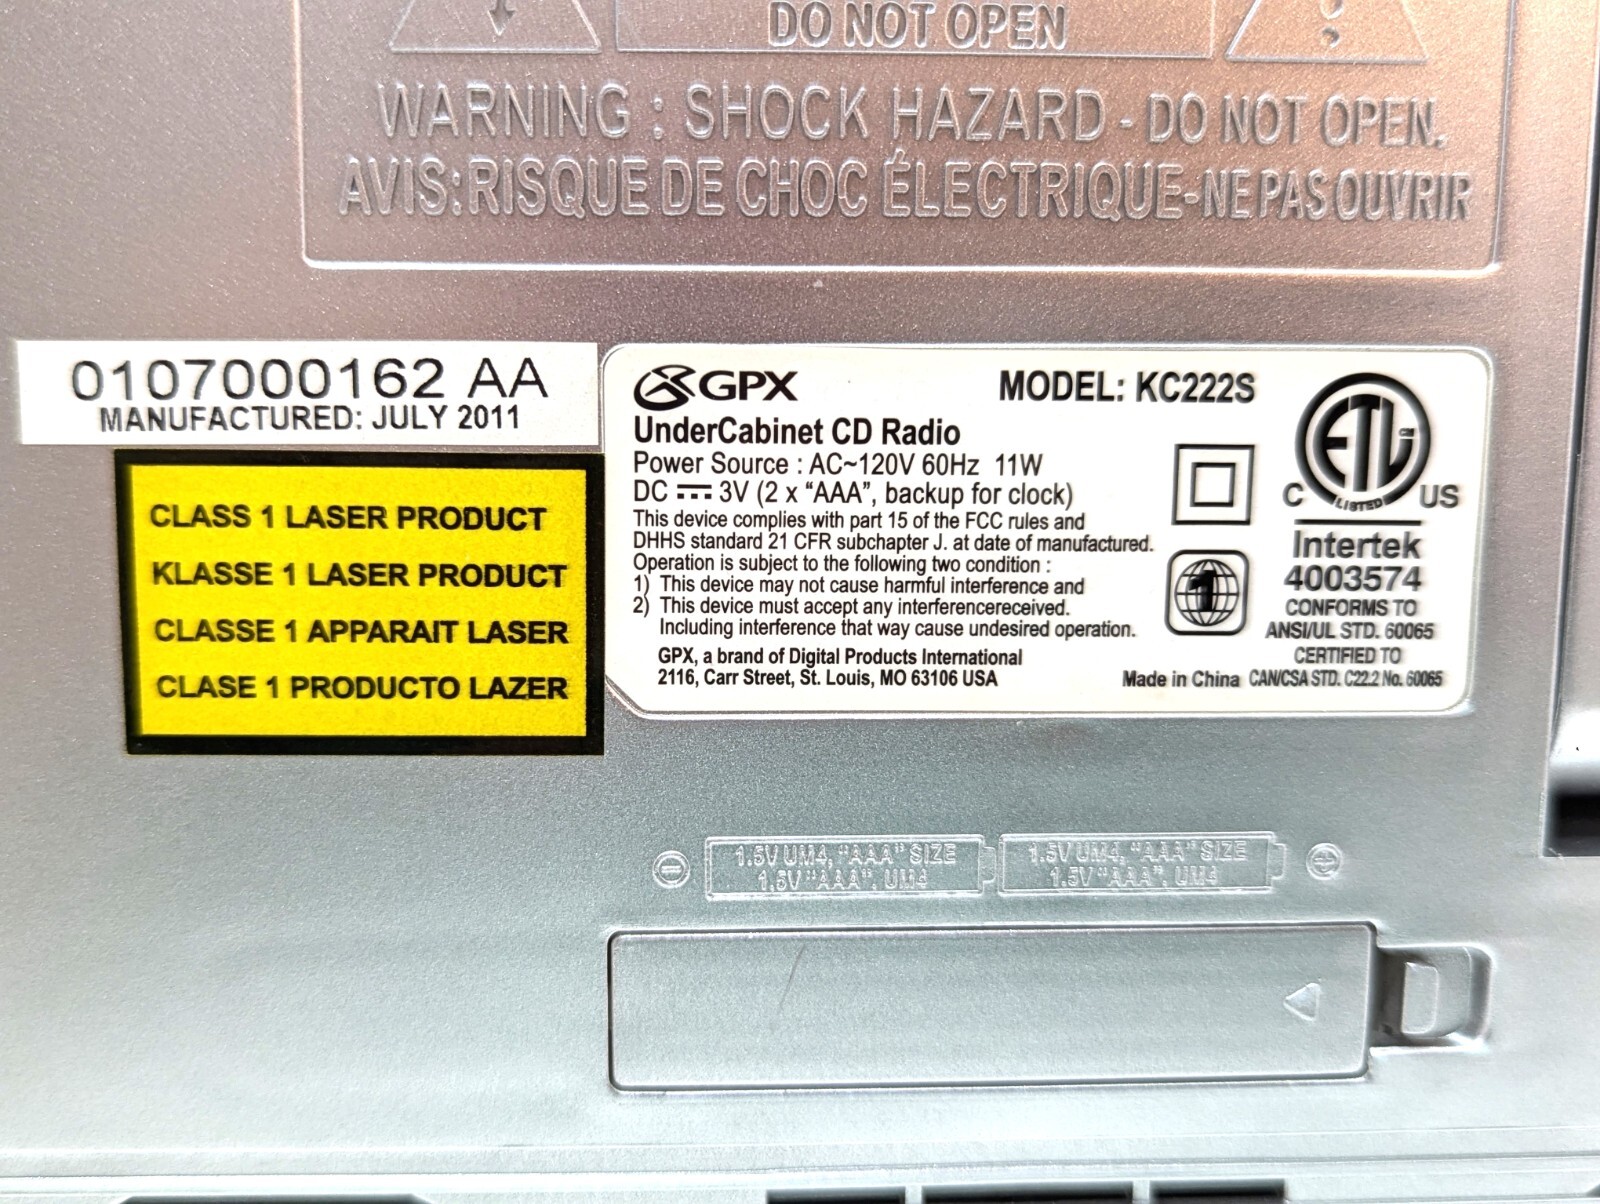 DO NOT OPEN
WARNING : SHOCK HAZARD - DO NOT OPEN.
AVIS: RISQUE DE CHOC ÉLECTRIQUE-NE PAS OUVRIR
0107000162 AA
MANUFACTURED: JULY 2011
CLASS 1 LASER PRODUCT
KLASSE 1 LASER PRODUCT
CLASSE 1 APPARAIT LASER
CLASE 1 PRODUCTO LAZER
GPX
MODEL: KC222S
UnderCabinet CD Radio
Power Source : AC~120V 60Hz 11W
DC ⎓ 3V (2 x “AAA”, backup for clock)
This device complies with part 15 of the FCC rules and
DHHS standard 21 CFR subchapter J. at date of manufactured.
Operation is subject to the following two condition :
1) This device may not cause harmful interference and
2) This device must accept any interferencereceived.
Including interference that way cause undesired operation.
GPX, a brand of Digital Products International
2116, Carr Street, St. Louis, MO 63106 USA
Made in China
1
ETL
CM
LISTED
C US
Intertek
4003574
CONFORMS TO
ANSI/UL STD. 60065
CERTIFIED TO
CAN/CSA STD. C22.2 No. 60065
1.5V UM4, "AAA" SIZE
1.5V "AAA", UM4
1.5V UM4, "AAA" SIZE
1.5V "AAA", UM4